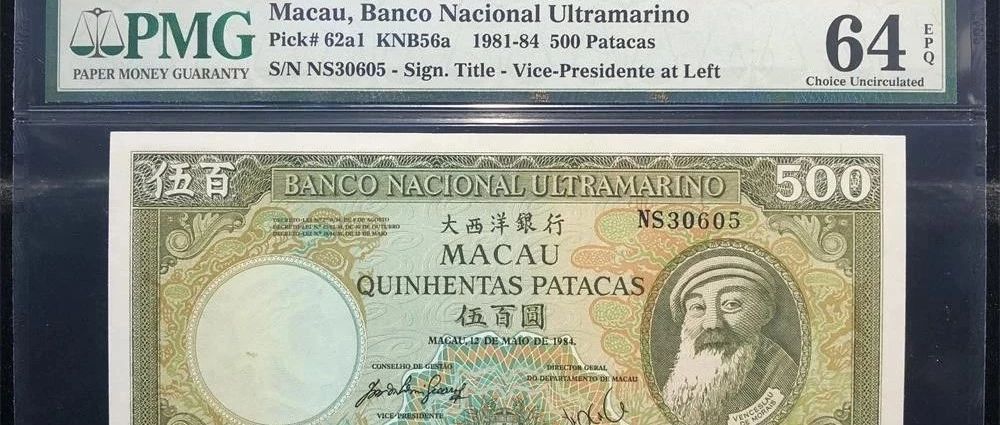 PMG
PAPER MONEY GUARANTY
Macau, Banco Nacional Ultramarino
Pick# 62a1 KNB56a 1981-84 500 Patacas
S/N NS30605 - Sign. Title - Vice-Presidente at Left
64
EPQ
Choice Uncirculated
伍百
BANCO NACIONAL ULTRAMARINO
500
大西洋銀行
NS30605
MACAU
QUINHENTAS PATACAS
伍百圓
MACAU, 12 DE MAIO DE 1984.
CONSELHO DE GESTÃO
DIRECTOR GERAL
DO DEPARTAMENTO DE MACAU
VICE-PRESIDENTE
VENCESLAU
DE MORAIS